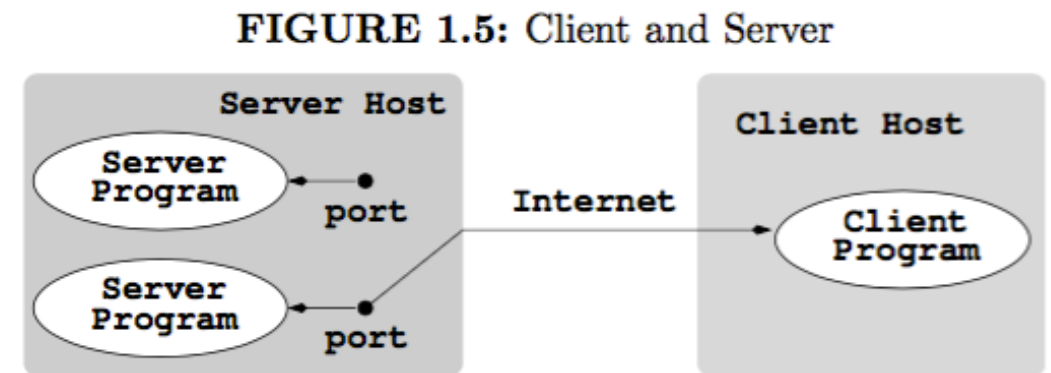 FIGURE 1.5: Client and Server
Server Host
Server
Program
port
Server
Program
port
Internet
Client Host
Client
Program